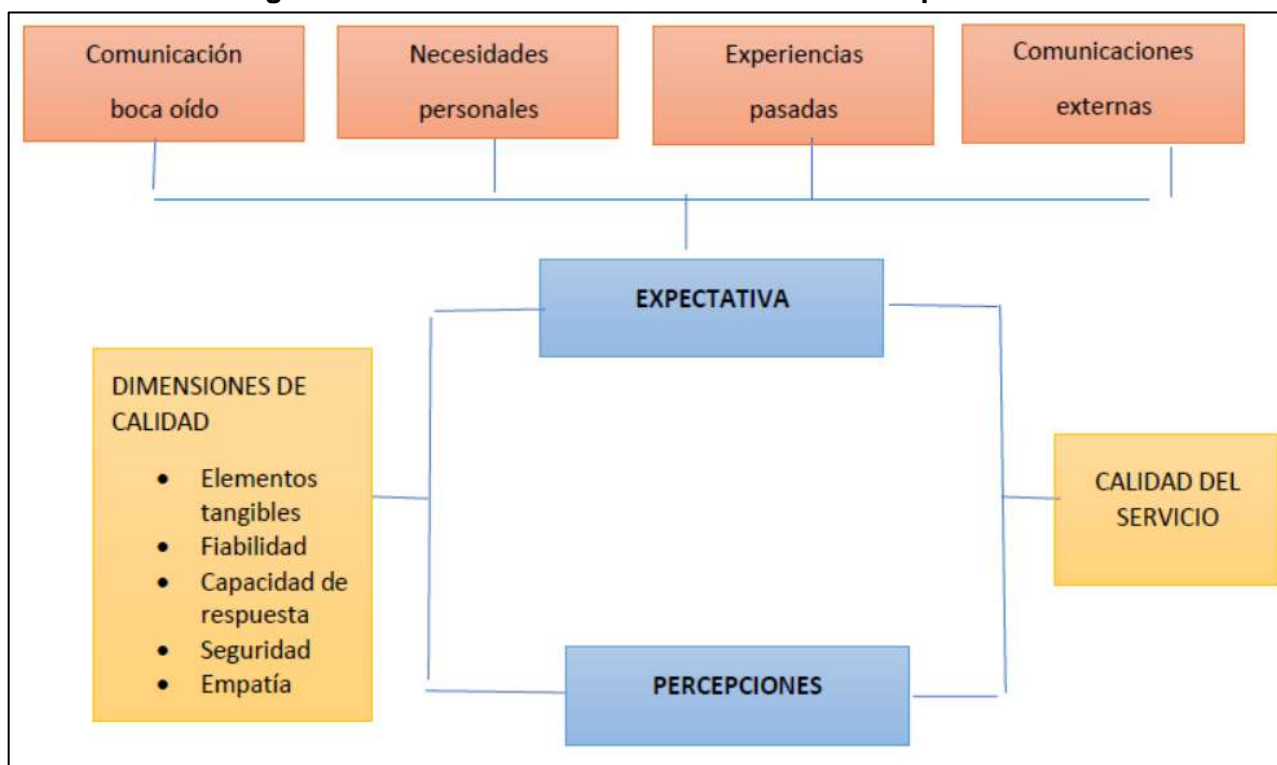 Comunicación
boca oído
Necesidades
personales
Experiencias
pasadas
Comunicaciones
externas
EXPECTATIVA
DIMENSIONES DE
CALIDAD
• Elementos
tangibles
• Fiabilidad
• Capacidad de
respuesta
• Seguridad
• Empatía
CALIDAD DEL
SERVICIO
PERCEPCIONES